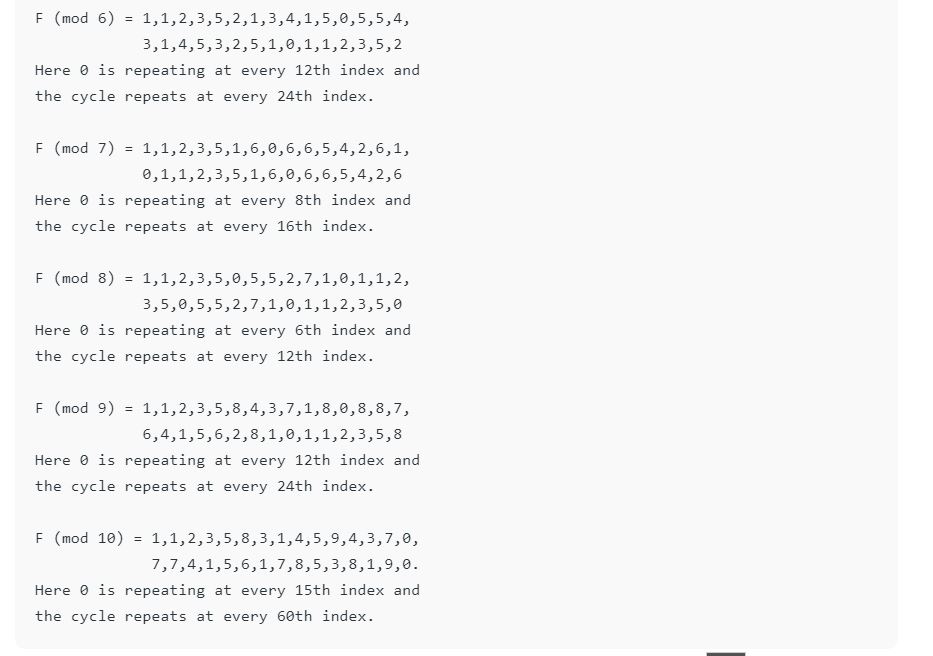 F (mod 6) = 1,1,2,3,5,2,1,3,4,1,5,0,5,5,4,
3,1,4,5,3,2,5,1,0,1,1,2,3,5,2
Here 0 is repeating at every 12th index and
the cycle repeats at every 24th index.
F (mod 7) = 1,1,2,3,5,1,6,0,6,6,5,4,2,6,1,
0,1,1,2,3,5,1,6,0,6,6,5,4,2,6
Here 0 is repeating at every 8th index and
the cycle repeats at every 16th index.
F (mod 8) = 1,1,2,3,5,0,5,5,2,7,1,0,1,1,2,
3,5,0,5,5,2,7,1,0,1,1,2,3,5,0
Here 0 is repeating at every 6th index and
the cycle repeats at every 12th index.
F (mod 9) = 1,1,2,3,5,8,4,3,7,1,8,0,8,8,7,
6,4,1,5,6,2,8,1,0,1,1,2,3,5,8
Here 0 is repeating at every 12th index and
the cycle repeats at every 24th index.
F (mod 10) = 1,1,2,3,5,8,3,1,4,5,9,4,3,7,0,
7,7,4,1,5,6,1,7,8,5,3,8,1,9,0.
Here 0 is repeating at every 15th index and
the cycle repeats at every 60th index.